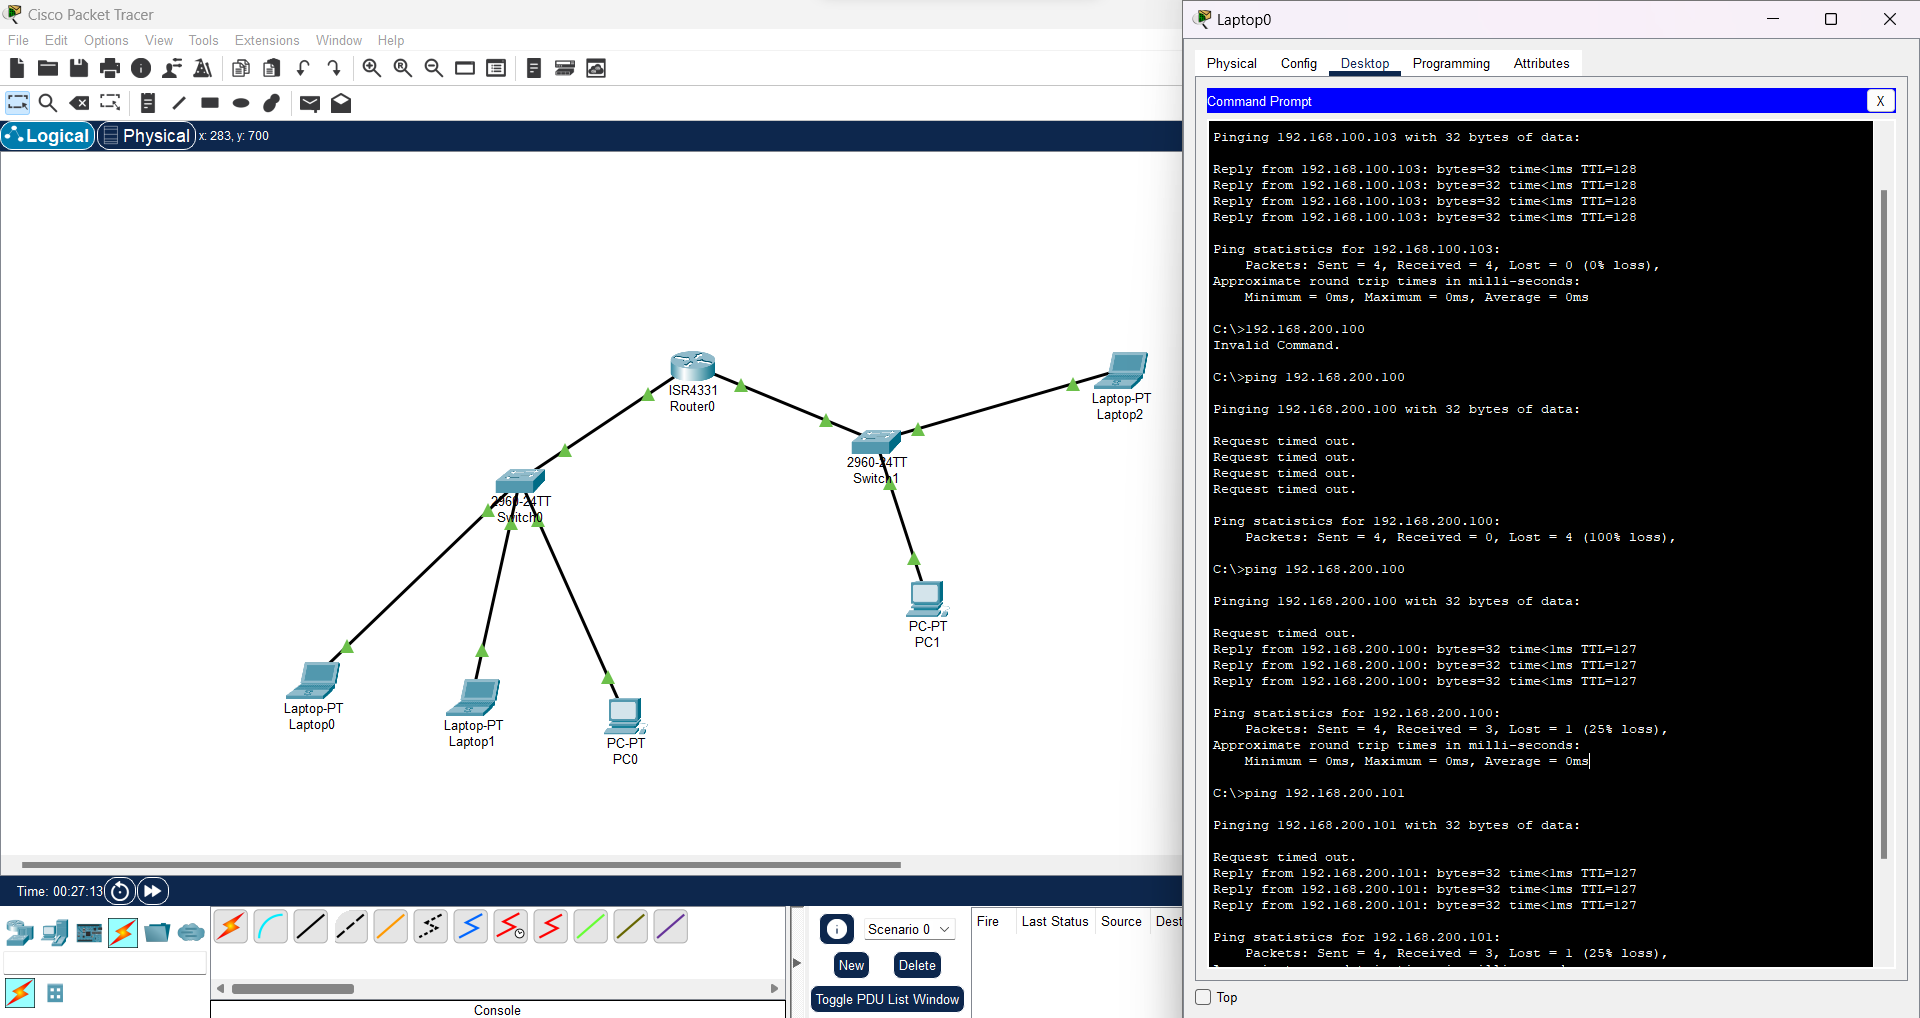 Cisco Packet Tracer
File Edit Options View Tools Extensions Window Help
Logical Physical x: 283, y: 700
ISR4331
Router0
Laptop-PT
Laptop2
2960-24TT
Switch1
2960-24TT
Switch0
PC-PT
PC1
Laptop-PT
Laptop0
Laptop-PT
Laptop1
PC-PT
PC0
Time: 00:27:13
Scenario 0
New Delete
Toggle PDU List Window
Fire Last Status Source Dest
Console
Laptop0
Physical Config Desktop Programming Attributes
Command Prompt X
Pinging 192.168.100.103 with 32 bytes of data:
Reply from 192.168.100.103: bytes=32 time<1ms TTL=128
Reply from 192.168.100.103: bytes=32 time<1ms TTL=128
Reply from 192.168.100.103: bytes=32 time<1ms TTL=128
Reply from 192.168.100.103: bytes=32 time<1ms TTL=128
Ping statistics for 192.168.100.103:
Packets: Sent = 4, Received = 4, Lost = 0 (0% loss),
Approximate round trip times in milli-seconds:
Minimum = 0ms, Maximum = 0ms, Average = 0ms
C:\>192.168.200.100
Invalid Command.
C:\>ping 192.168.200.100
Pinging 192.168.200.100 with 32 bytes of data:
Request timed out.
Request timed out.
Request timed out.
Request timed out.
Ping statistics for 192.168.200.100:
Packets: Sent = 4, Received = 0, Lost = 4 (100% loss),
C:\>ping 192.168.200.100
Pinging 192.168.200.100 with 32 bytes of data:
Request timed out.
Reply from 192.168.200.100: bytes=32 time<1ms TTL=127
Reply from 192.168.200.100: bytes=32 time<1ms TTL=127
Reply from 192.168.200.100: bytes=32 time<1ms TTL=127
Ping statistics for 192.168.200.100:
Packets: Sent = 4, Received = 3, Lost = 1 (25% loss),
Approximate round trip times in milli-seconds:
Minimum = 0ms, Maximum = 0ms, Average = 0ms
C:\>ping 192.168.200.101
Pinging 192.168.200.101 with 32 bytes of data:
Request timed out.
Reply from 192.168.200.101: bytes=32 time<1ms TTL=127
Reply from 192.168.200.101: bytes=32 time<1ms TTL=127
Reply from 192.168.200.101: bytes=32 time<1ms TTL=127
Ping statistics for 192.168.200.101:
Packets: Sent = 4, Received = 3, Lost = 1 (25% loss),
Top